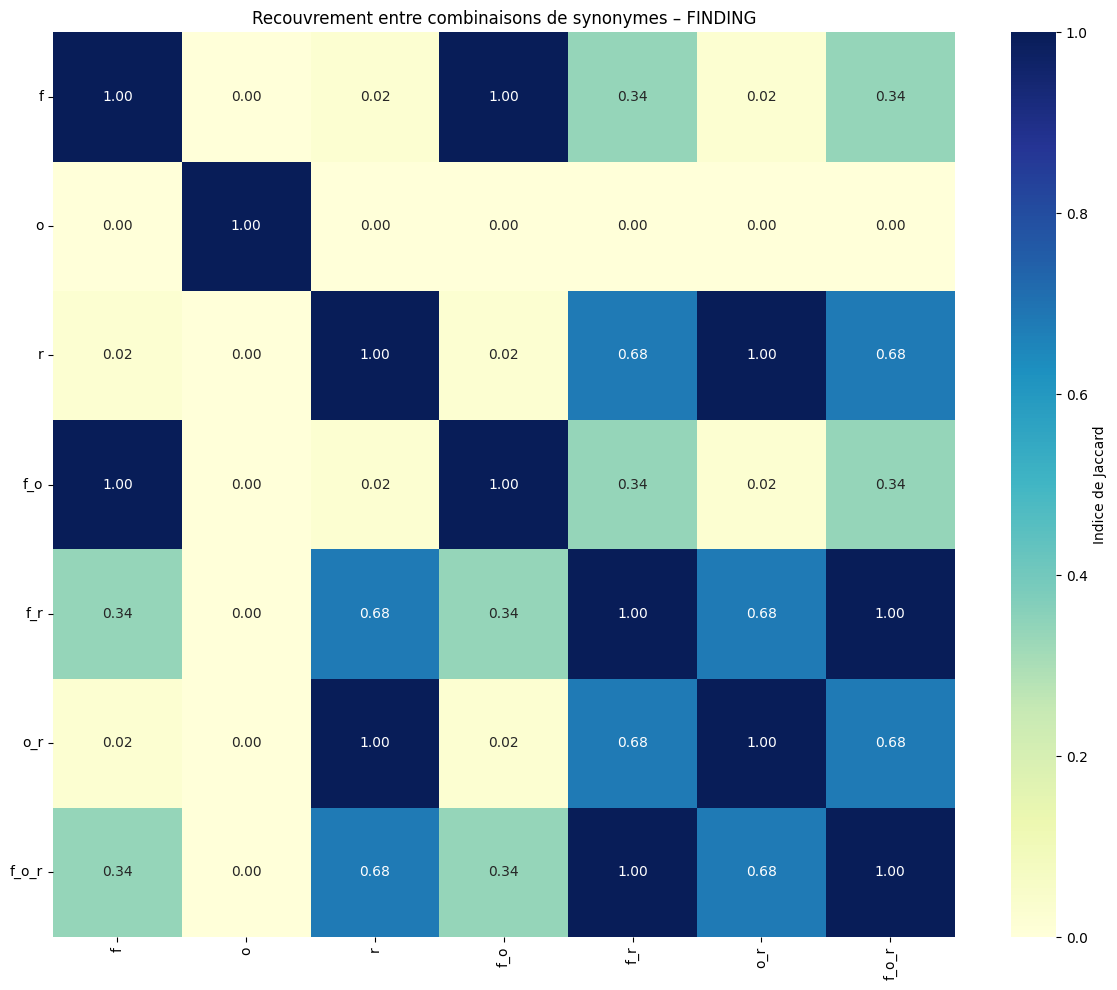 Recouvrement entre combinaisons de synonymes – FINDING
f 1.00 0.00 0.02 1.00 0.34 0.02 0.34
o 0.00 1.00 0.00 0.00 0.00 0.00 0.00
r 0.02 0.00 1.00 0.02 0.68 1.00 0.68
f_o 1.00 0.00 0.02 1.00 0.34 0.02 0.34
f_r 0.34 0.00 0.68 0.34 1.00 0.68 1.00
o_r 0.02 0.00 1.00 0.02 0.68 1.00 0.68
f_o_r 0.34 0.00 0.68 0.34 1.00 0.68 1.00
f o r f_o f_r o_r f_o_r
1.0
0.8
0.6
0.4
0.2
0.0
Indice de Jaccard